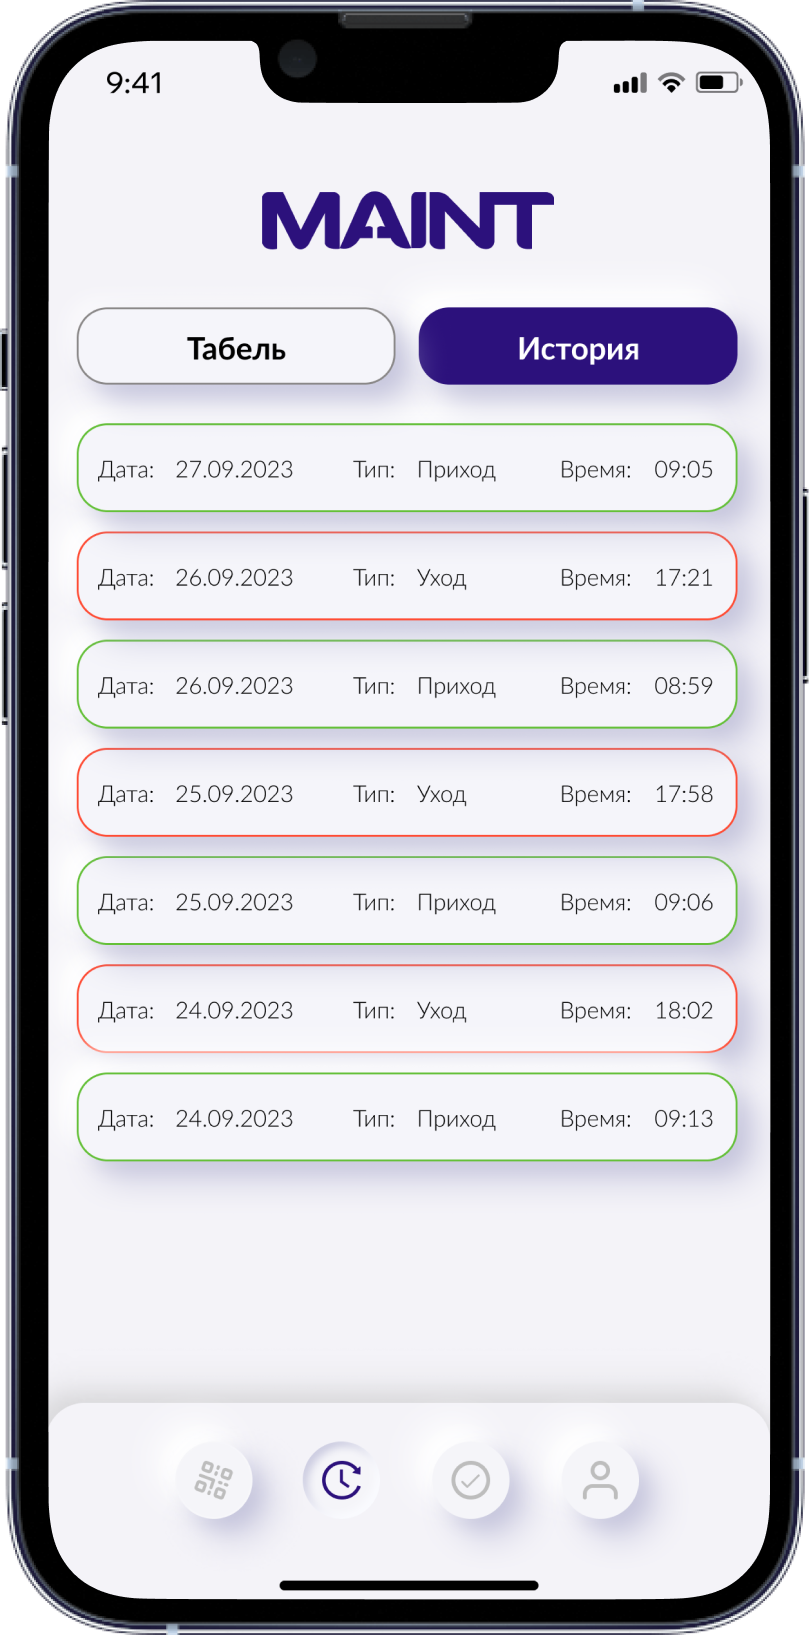 9:41
MAINT
Табель История
Дата: 27.09.2023 Тип: Приход Время: 09:05
Дата: 26.09.2023 Тип: Уход Время: 17:21
Дата: 26.09.2023 Тип: Приход Время: 08:59
Дата: 25.09.2023 Тип: Уход Время: 17:58
Дата: 25.09.2023 Тип: Приход Время: 09:06
Дата: 24.09.2023 Тип: Уход Время: 18:02
Дата: 24.09.2023 Тип: Приход Время: 09:13